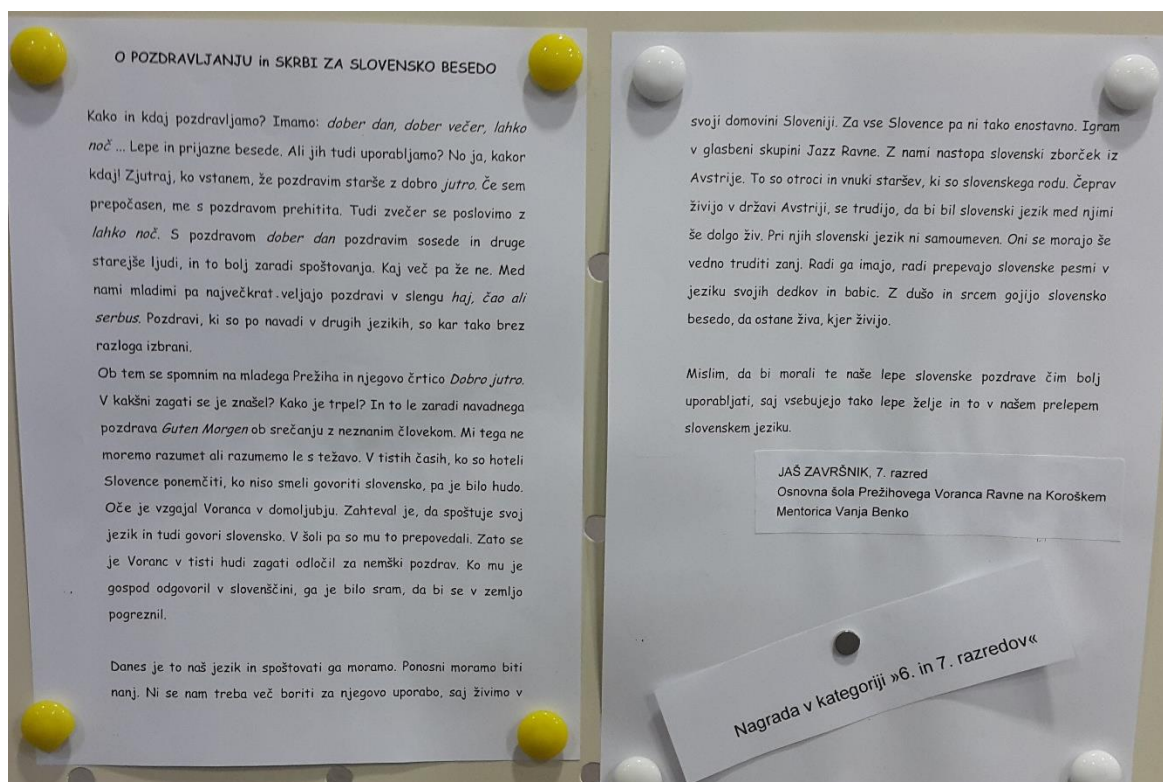 O POZDRAVLJANJU in SKRBI ZA SLOVENSKO BESEDO
Kako in kdaj pozdravljamo? Imamo: dober dan, dober večer, lahko
noč ... Lepe in prijazne besede. Ali jih tudi uporabljamo? No ja, kakor
kdaj! Zjutraj, ko vstanem, že pozdravim starše z dobro jutro. Če sem
prepočasen, me s pozdravom prehitita. Tudi zvečer se poslovimo z
lahko noč. S pozdravom dober dan pozdravim sosede in druge
starejše ljudi, in to bolj zaradi spoštovanja. Kaj več pa že ne. Med
nami mladimi pa največkrat veljajo pozdravi v slengu haj, čao ali
serbus. Pozdravi, ki so po navadi v drugih jezikih, so kar tako brez
razloga izbrani.
Ob tem se spomnim na mladega Prežiha in njegovo črtico Dobro jutro.
V kakšni zagati se je znašel? Kako je trpel? In to le zaradi navadnega
pozdrava Guten Morgen ob srečanju z neznanim človekom. Mi tega ne
moremo razumet ali razumemo le s težavo. V tistih časih, ko so hoteli
Slovence ponemčiti, ko niso smeli govoriti slovensko, pa je bilo hudo.
Oče je vzgajal Voranca v domoljubju. Zahteval je, da spoštuje svoj
jezik in tudi govori slovensko. V šoli pa so mu to prepovedali. Zato se
je Voranc v tisti hudi zagati odločil za nemški pozdrav. Ko mu je
gospod odgovoril v slovenščini, ga je bilo sram, da bi se v zemljo
pogreznil.
Danes je to naš jezik in spoštovati ga moramo. Ponosni moramo biti
nanj. Ni se nam treba več boriti za njegovo uporabo, saj živimo v
svoji domovini Sloveniji. Za vse Slovence pa ni tako enostavno. Igram
v glasbeni skupini Jazz Ravne. Z nami nastopa slovenski zborček iz
Avstrije. To so otroci in vnuki staršev, ki so slovenskega rodu. Čeprav
živijo v državi Avstriji, se trudijo, da bi bil slovenski jezik med njimi
še dolgo živ. Pri njih slovenski jezik ni samoumeven. Oni se morajo še
vedno truditi zanj. Radi ga imajo, radi prepevajo slovenske pesmi v
jeziku svojih dedkov in babic. Z dušo in srcem gojijo slovensko
besedo, da ostane živa, kjer živijo.
Mislim, da bi morali te naše lepe slovenske pozdrave čim bolj
uporabljati, saj vsebujejo tako lepe želje in to v našem prelepem
slovenskem jeziku.
JAŠ ZAVRŠNIK, 7. razred
Osnovna šola Prežihovega Voranca Ravne na Koroškem
Mentorica Vanja Benko
Nagrada v kategoriji »6. in 7. razredov«